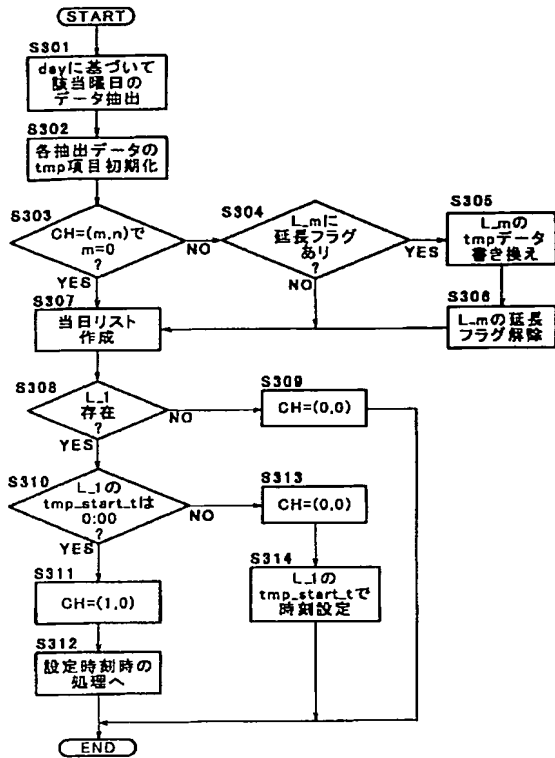 START
S301
dayに基づいて
該当曜日の
データ抽出
S302
各抽出データの
tmp項目初期化
S303
CH=(m,n)で
m=0
?
NO
YES
S304
L_mに
延長フラグ
あり
?
YES
NO
S305
L_mの
tmpデータ
書き換え
S306
L_mの延長
フラグ解除
S307
当日リスト
作成
S308
L_1
存在
?
NO
YES
S309
CH=(0,0)
S310
L_1の
tmp_start_tは
0:00
?
NO
YES
S313
CH=(0,0)
S314
L_1の
tmp_start_tで
時刻設定
S311
CH=(1,0)
S312
設定時刻時の
処理へ
END